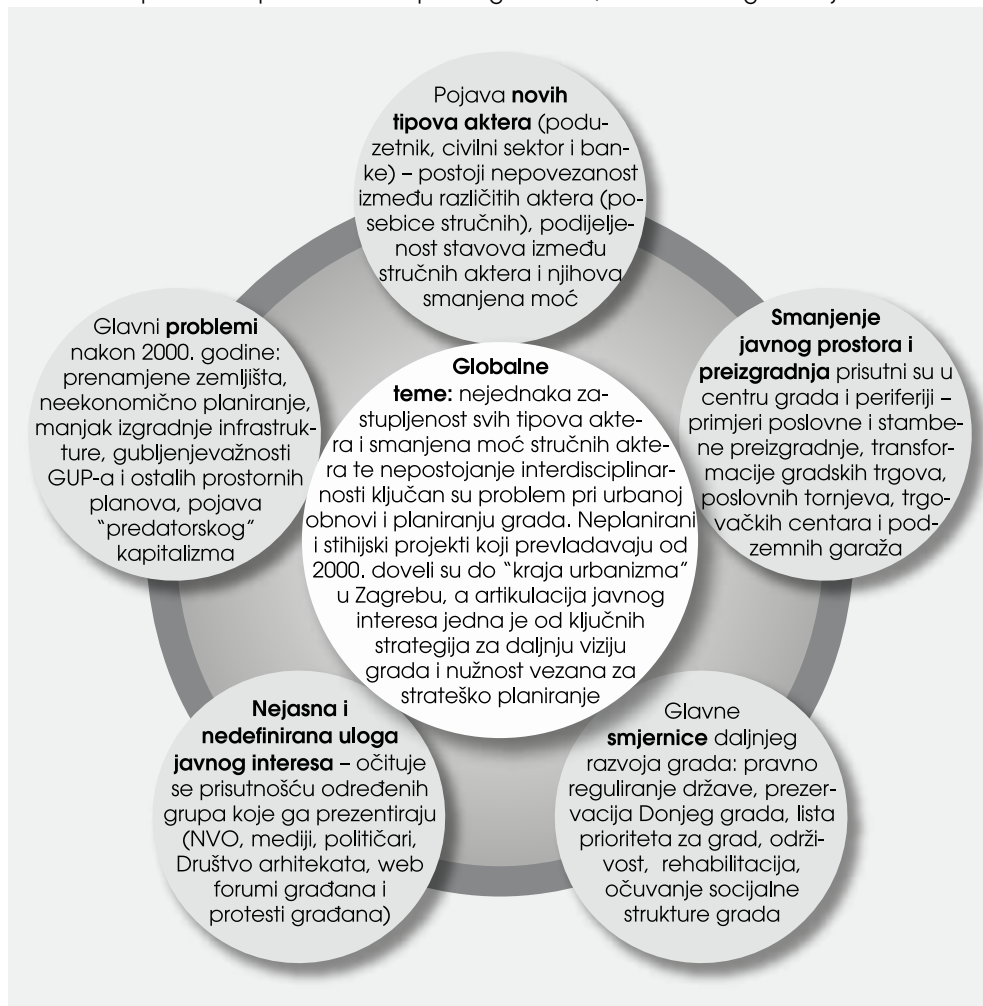 Pojava novih
tipova aktera (podu-
zetnik, civilni sektor i ban-
ke) – postoji nepovezanost
između različitih aktera (po-
sebice stručnih), podijelje-
nost stavova između
stručnih aktera i njihova
smanjena moć
Smanjenje
javnog prostora i
preizgradnja prisutni su u
centru grada i periferiji –
primjeri poslovne i stambe-
ne preizgradnje, transfor-
macije gradskih trgova,
poslovnih tornjeva, trgo-
vačkih centara i pod-
zemnih garaža
Glavni problemi
nakon 2000. godine:
prenamjene zemljišta,
neekonomično planiranje,
manjak izgradnje infrastruk-
ture, gubljenjevažnosti
GUP-a i ostalih prostornih
planova, pojava
"predatorskog"
kapitalizma
Globalne
teme: nejednaka za-
stupljenost svih tipova akte-
ra i smanjena moć stručnih akte-
ra te nepostojanje interdisciplinar-
nosti ključan su problem pri urbanoj
obnovi i planiranju grada. Neplanirani
i stihijski projekti koji prevladavaju od
2000. doveli su do "kraja urbanizma"
u Zagrebu, a artikulacija javnog
interesa jedna je od ključnih
strategija za daljnju viziju
grada i nužnost vezana za
strateško planiranje
Nejasna i
nedefinirana uloga
javnog interesa – očituje
se prisutnošću određenih
grupa koje ga prezentiraju
(NVO, mediji, političari,
Društvo arhitekata, web
forumi građana i
protesti građana)
Glavne
smjernice daljnjeg
razvoja grada: pravno
reguliranje države, prezer-
vacija Donjeg grada, lista
prioriteta za grad, održi-
vost, rehabilitacija,
očuvanje socijalne
strukture grada